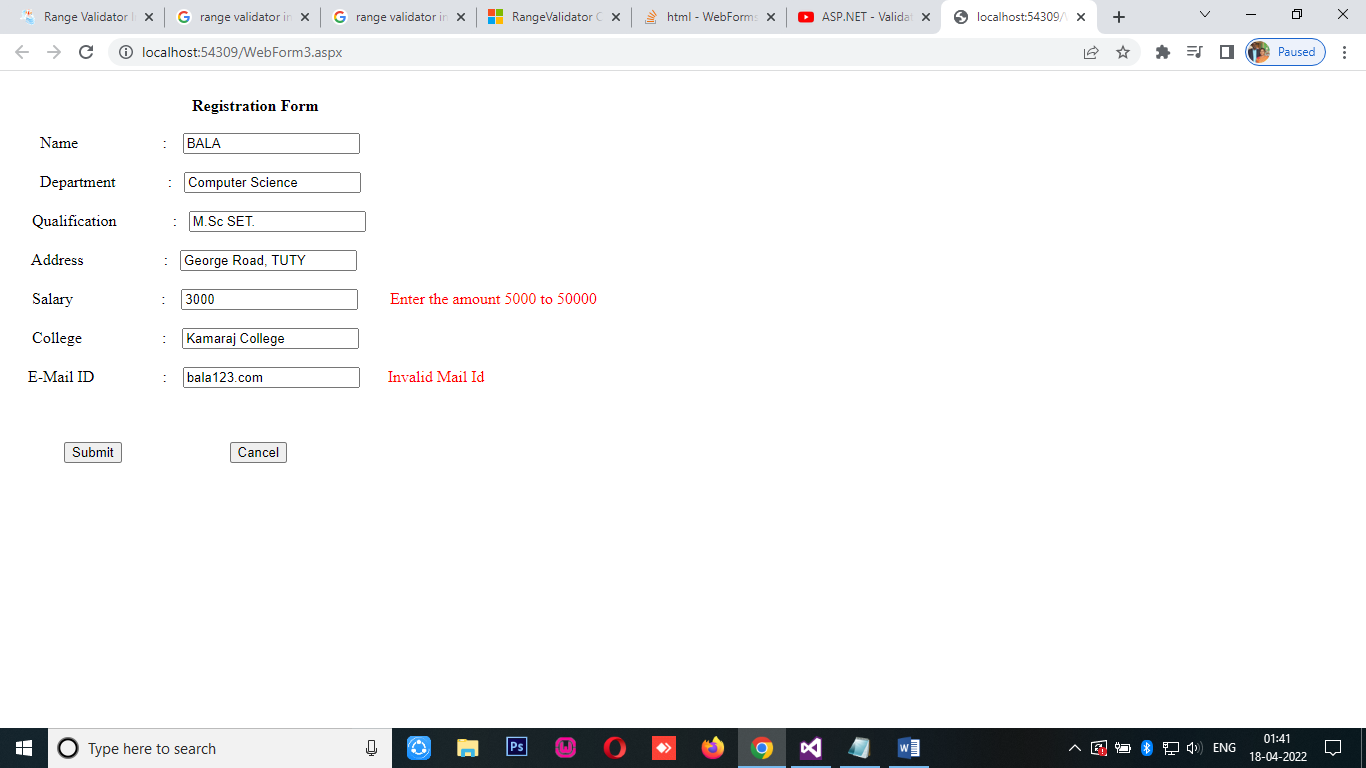 Range Validator I
range validator in
range validator in
RangeValidator C
html - WebForms
ASP.NET - Valida
localhost:54309/
localhost:54309/WebForm3.aspx
Paused
Registration Form
Name : BALA
Department : Computer Science
Qualification : M.Sc SET.
Address : George Road, TUTY
Salary : 3000 Enter the amount 5000 to 50000
College : Kamaraj College
E-Mail ID : bala123.com Invalid Mail Id
Submit Cancel
Type here to search
Ps
ENG
01:41
18-04-2022